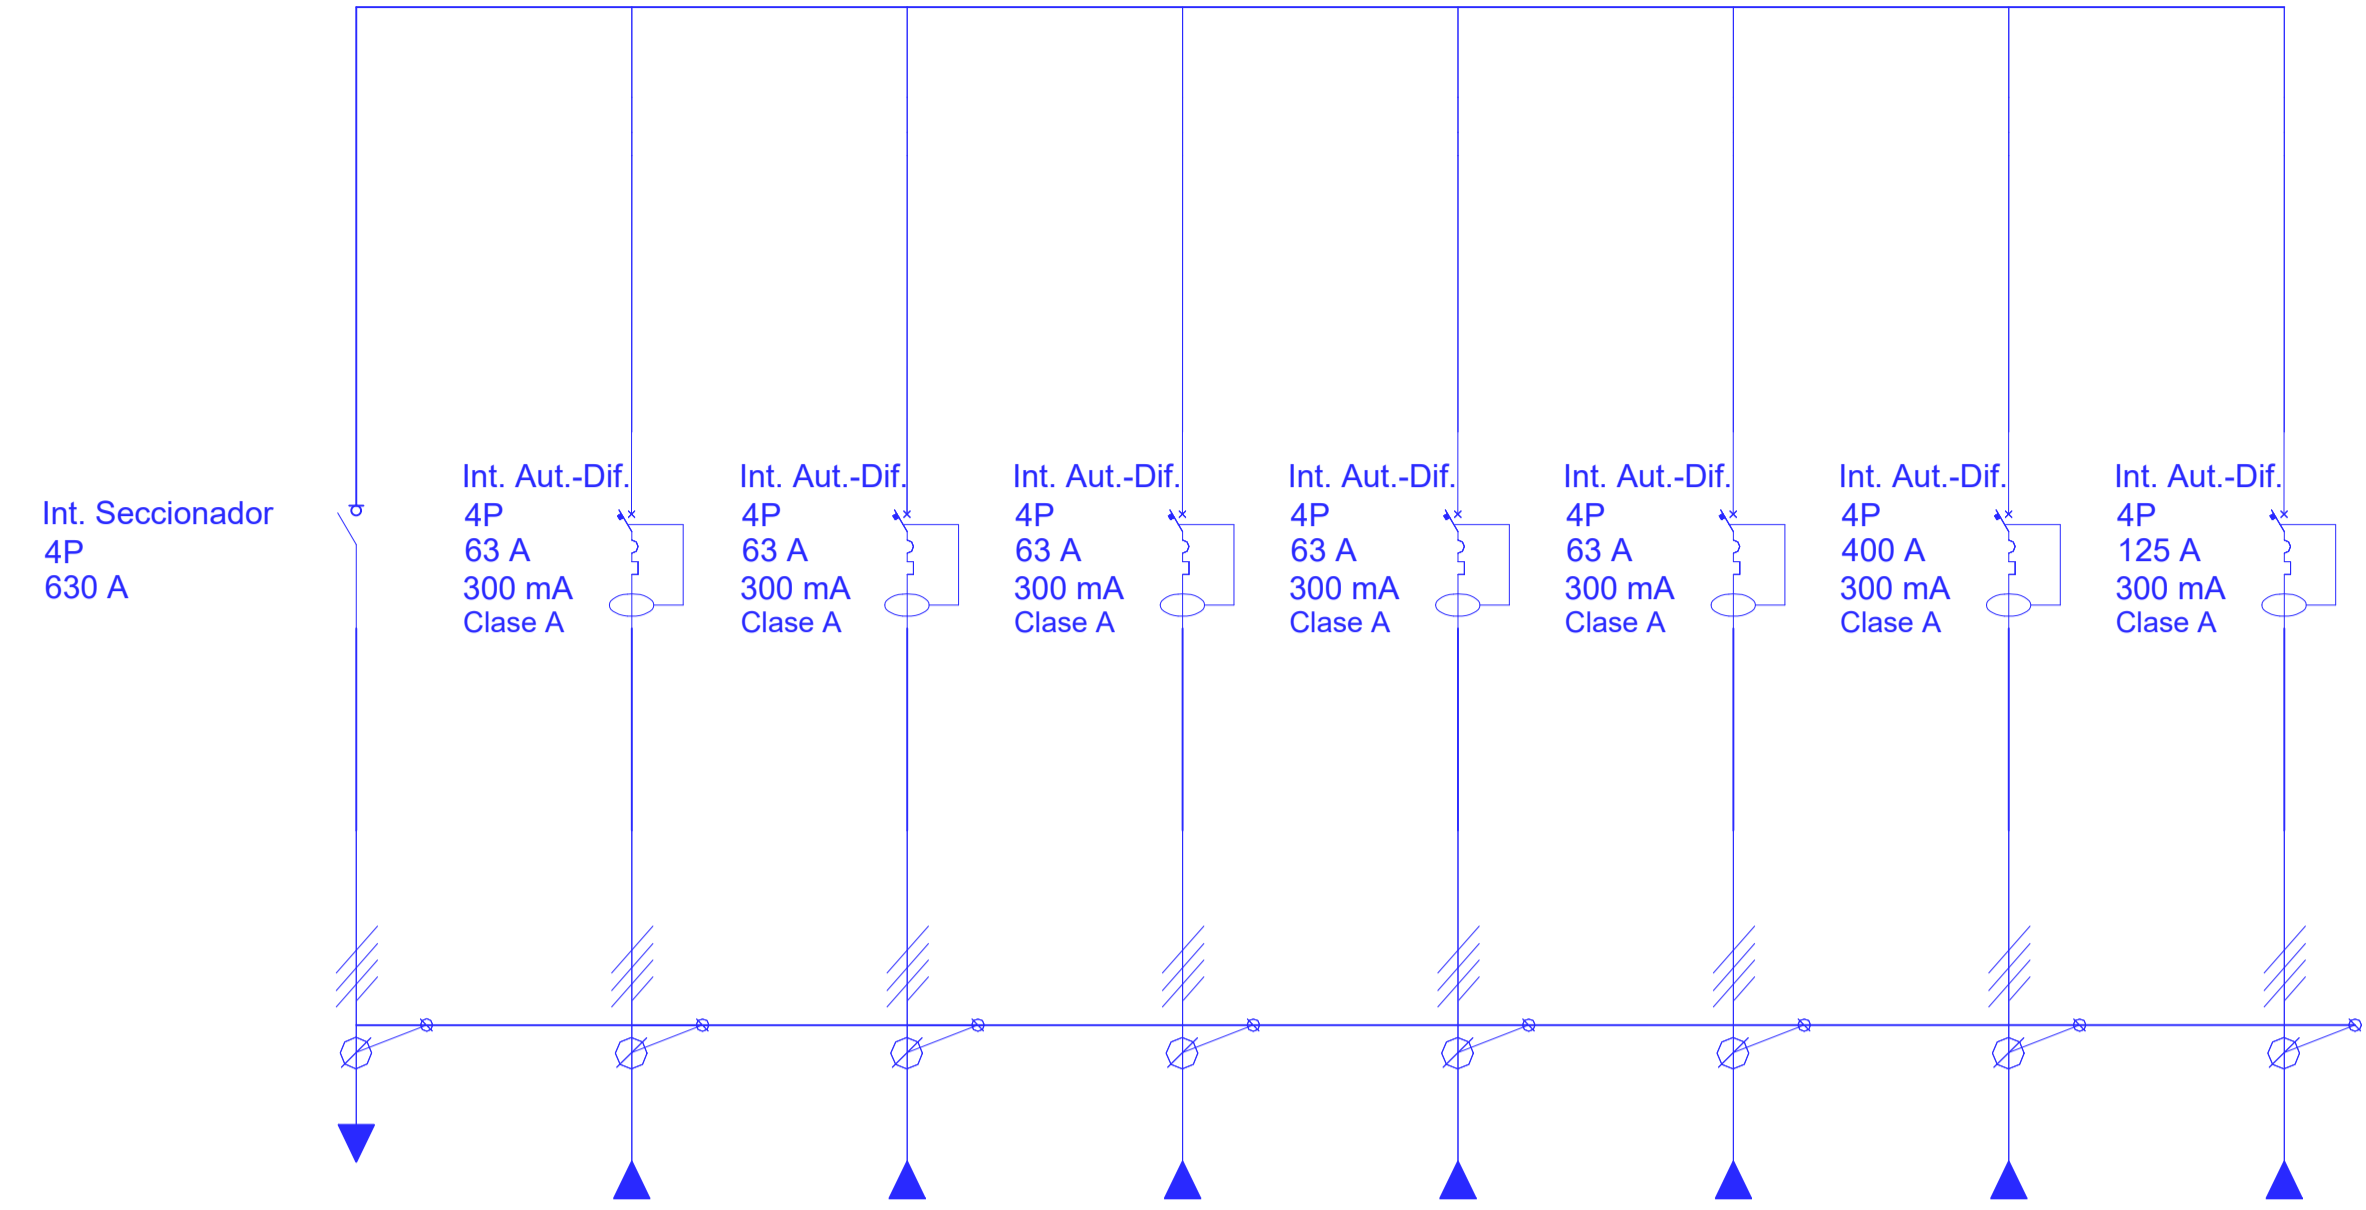 Int. Seccionador
4P
630 A
Int. Aut.-Dif.
4P
63 A
300 mA
Clase A
Int. Aut.-Dif.
4P
63 A
300 mA
Clase A
Int. Aut.-Dif.
4P
63 A
300 mA
Clase A
Int. Aut.-Dif.
4P
63 A
300 mA
Clase A
Int. Aut.-Dif.
4P
63 A
300 mA
Clase A
Int. Aut.-Dif.
4P
400 A
300 mA
Clase A
Int. Aut.-Dif.
4P
125 A
300 mA
Clase A